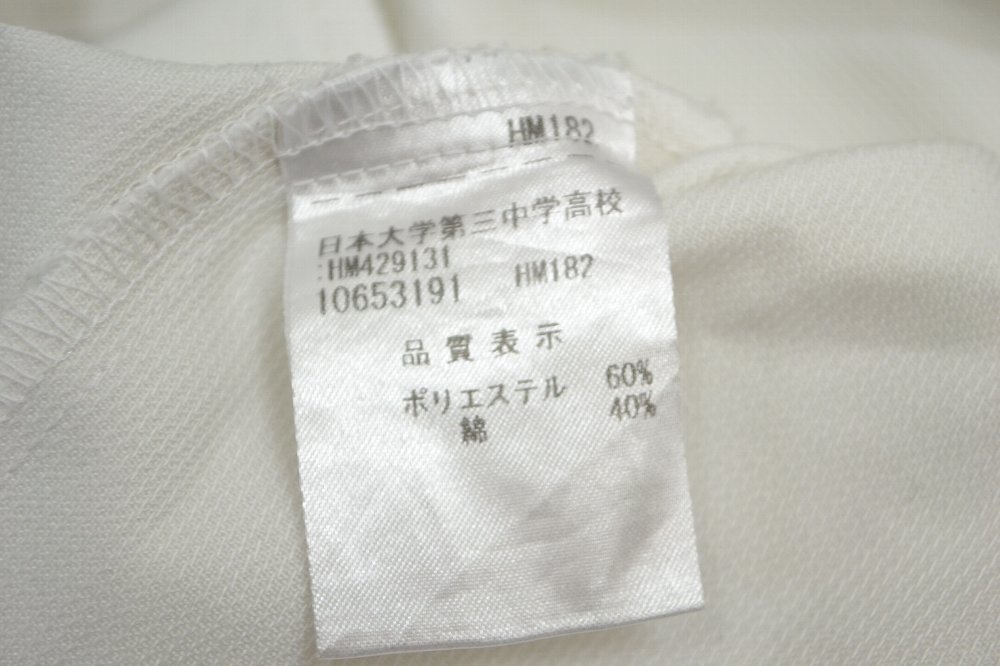 HM182
日本大学第三中学高校
:HM429131
10653191 HM182
品質表示
ポリエステル 60%
綿 40%